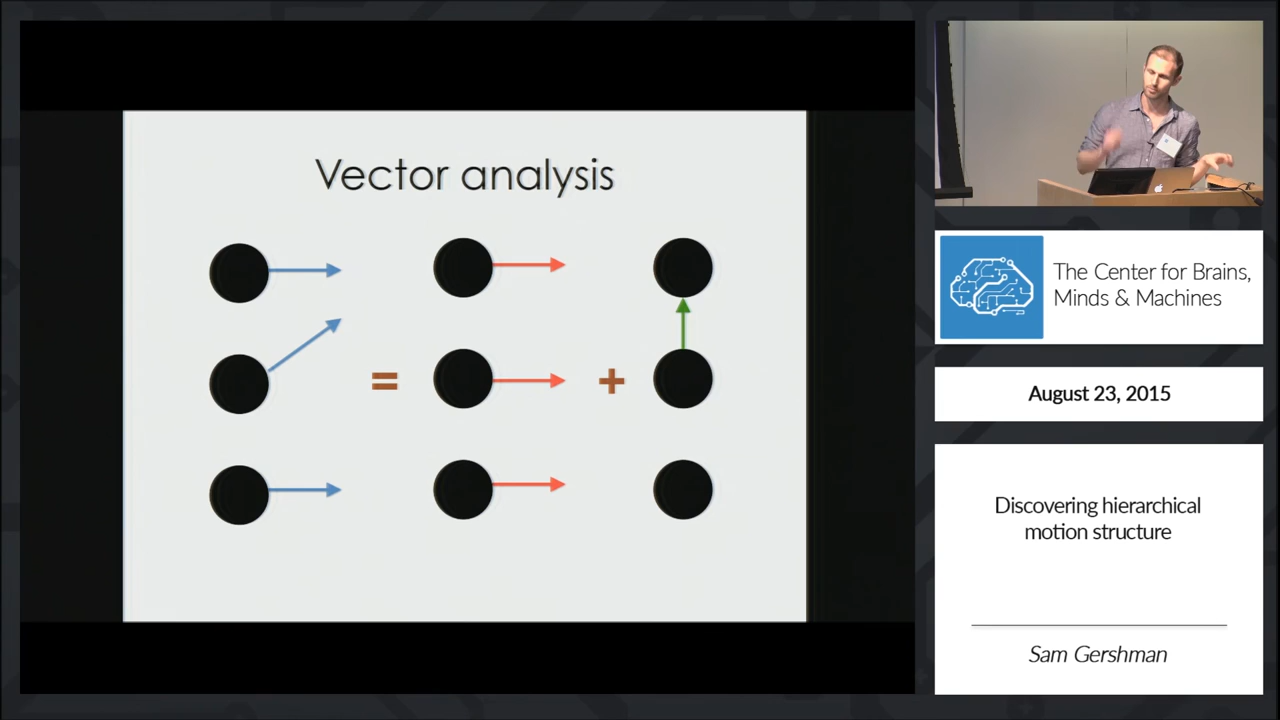 Vector analysis
=
+
The Center for Brains,
Minds & Machines
August 23, 2015
Discovering hierarchical
motion structure
Sam Gershman